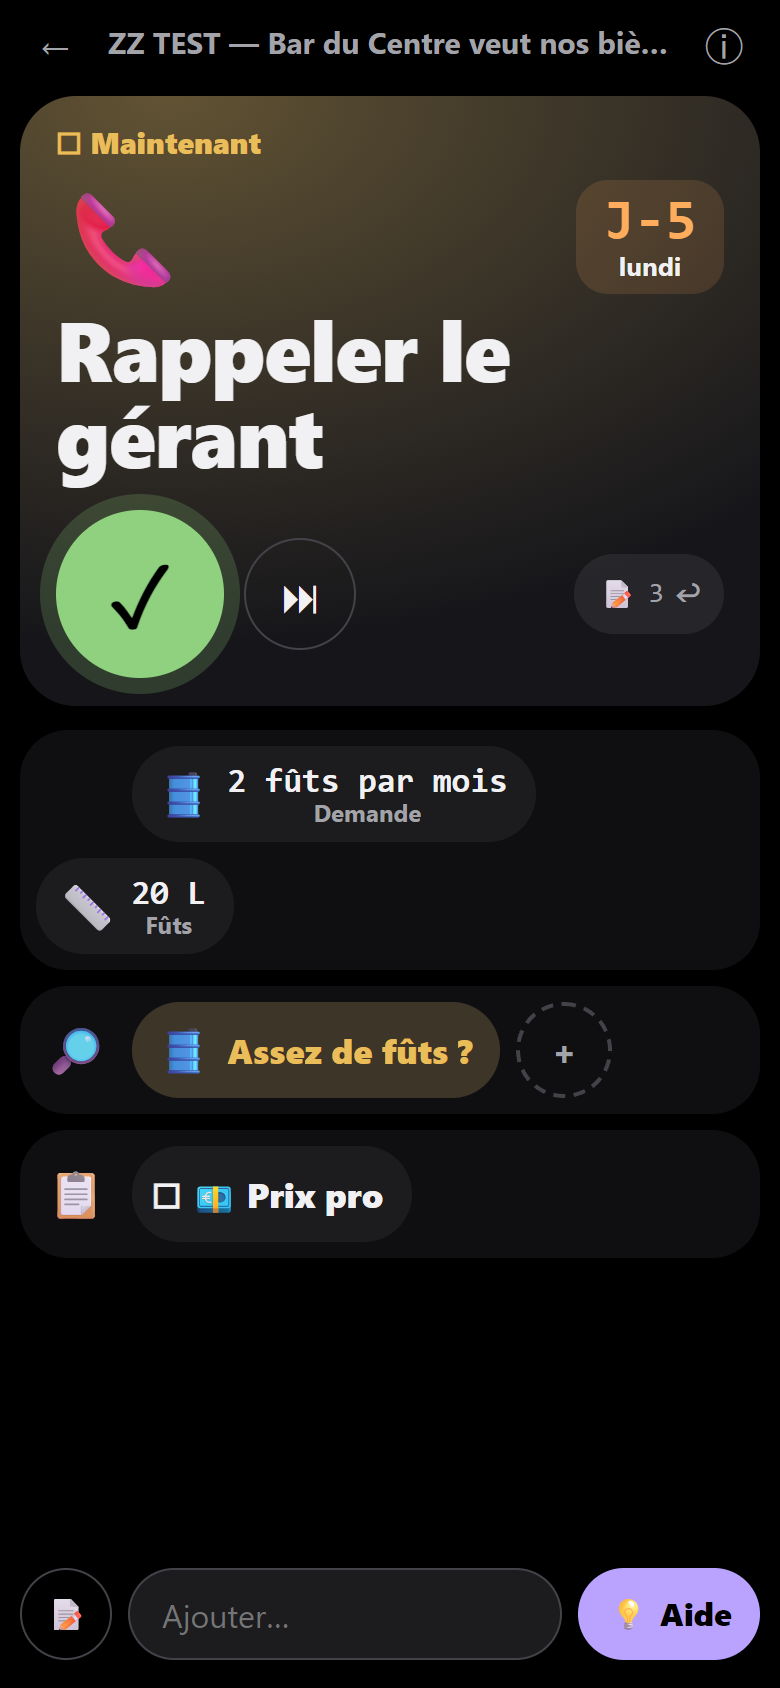 ← ZZ TEST — Bar du Centre veut nos biè... ⓘ
☐ Maintenant
J-5
lundi
Rappeler le
gérant
3 ↩
2 fûts par mois
Demande
20 L
Fûts
Assez de fûts ?
+
☐ Prix pro
Ajouter...
Aide